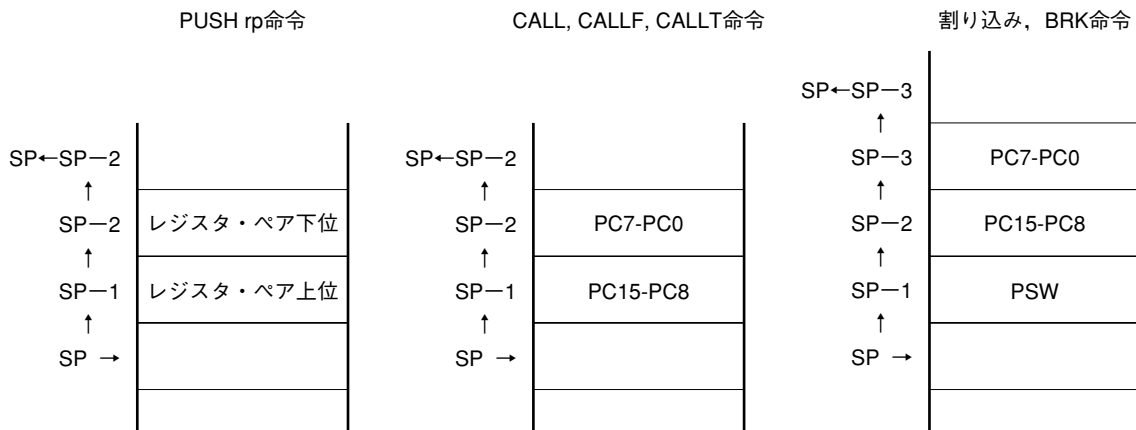 PUSH rp命令
SP←SP－2
↑
SP－2 レジスタ・ペア下位
↑
SP－1 レジスタ・ペア上位
↑
SP →
CALL, CALLF, CALLT命令
SP←SP－2
↑
SP－2 PC7-PC0
↑
SP－1 PC15-PC8
↑
SP →
割り込み，BRK命令
SP←SP－3
↑
SP－3 PC7-PC0
↑
SP－2 PC15-PC8
↑
SP－1 PSW
↑
SP →